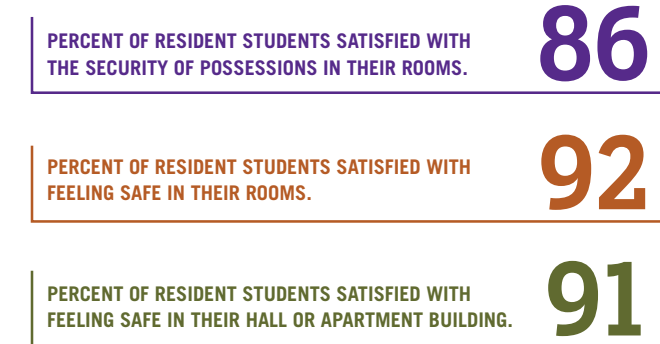 PERCENT OF RESIDENT STUDENTS SATISFIED WITH
THE SECURITY OF POSSESSIONS IN THEIR ROOMS.
86
PERCENT OF RESIDENT STUDENTS SATISFIED WITH
FEELING SAFE IN THEIR ROOMS.
92
PERCENT OF RESIDENT STUDENTS SATISFIED WITH
FEELING SAFE IN THEIR HALL OR APARTMENT BUILDING.
91